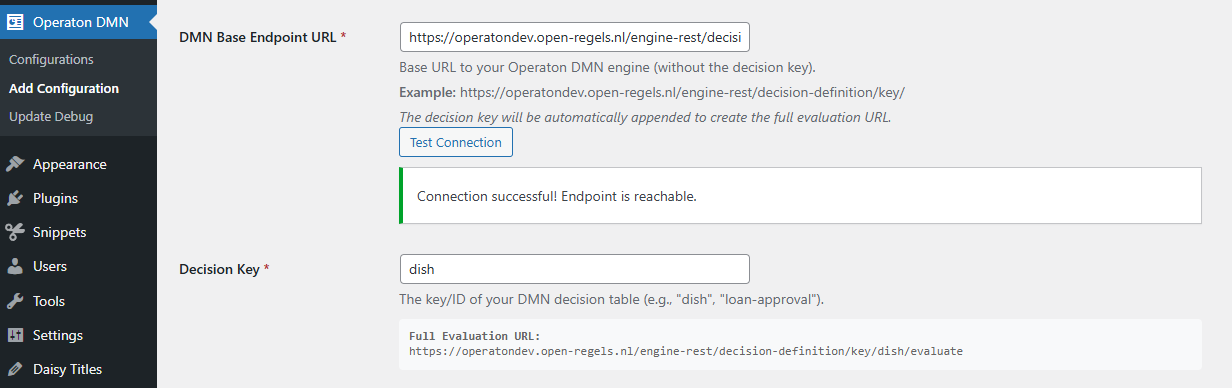 Operaton DMN
Configurations
Add Configuration
Update Debug
Appearance
Plugins
Snippets
Users
Tools
Settings
Daisy Titles
DMN Base Endpoint URL *
https://operatondev.open-regels.nl/engine-rest/decisi
Base URL to your Operaton DMN engine (without the decision key).
Example: https://operatondev.open-regels.nl/engine-rest/decision-definition/key/
The decision key will be automatically appended to create the full evaluation URL.
Test Connection
Connection successful! Endpoint is reachable.
Decision Key *
dish
The key/ID of your DMN decision table (e.g., "dish", "loan-approval").
Full Evaluation URL:
https://operatondev.open-regels.nl/engine-rest/decision-definition/key/dish/evaluate